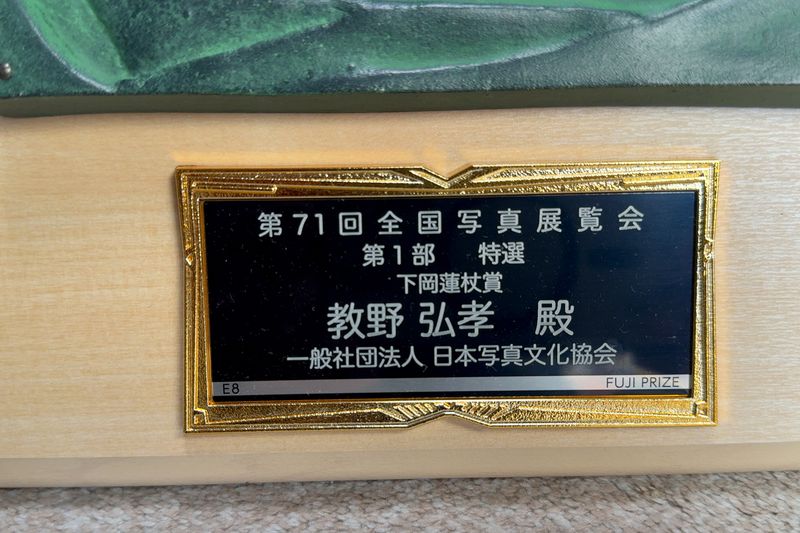 第71回全国写真展覧会
第1部 特選
下岡蓮杖賞
教野 弘孝 殿
一般社団法人 日本写真文化協会
E8 FUJI PRIZE